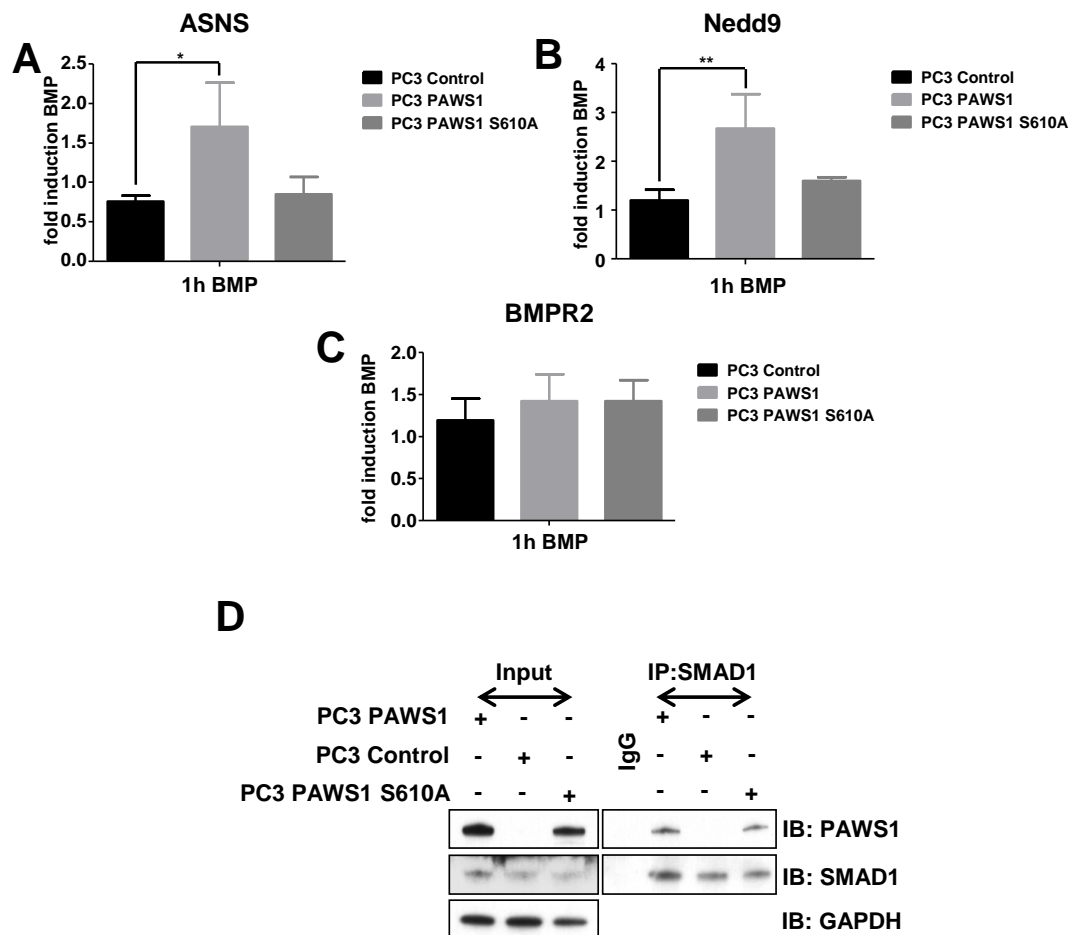 ASNS
A
*
fold induction BMP
2.5
2.0
1.5
1.0
0.5
0.0
1h BMP
PC3 Control
PC3 PAWS1
PC3 PAWS1 S610A
Nedd9
B
**
fold induction BMP
4
3
2
1
0
1h BMP
PC3 Control
PC3 PAWS1
PC3 PAWS1 S610A
BMPR2
C
fold induction BMP
2.0
1.5
1.0
0.5
0.0
1h BMP
PC3 Control
PC3 PAWS1
PC3 PAWS1 S610A
D
Input IP:SMAD1
PC3 PAWS1 + - - + - -
PC3 Control - + - IgG - + -
PC3 PAWS1 S610A - - + - - +
IB: PAWS1
IB: SMAD1
IB: GAPDH